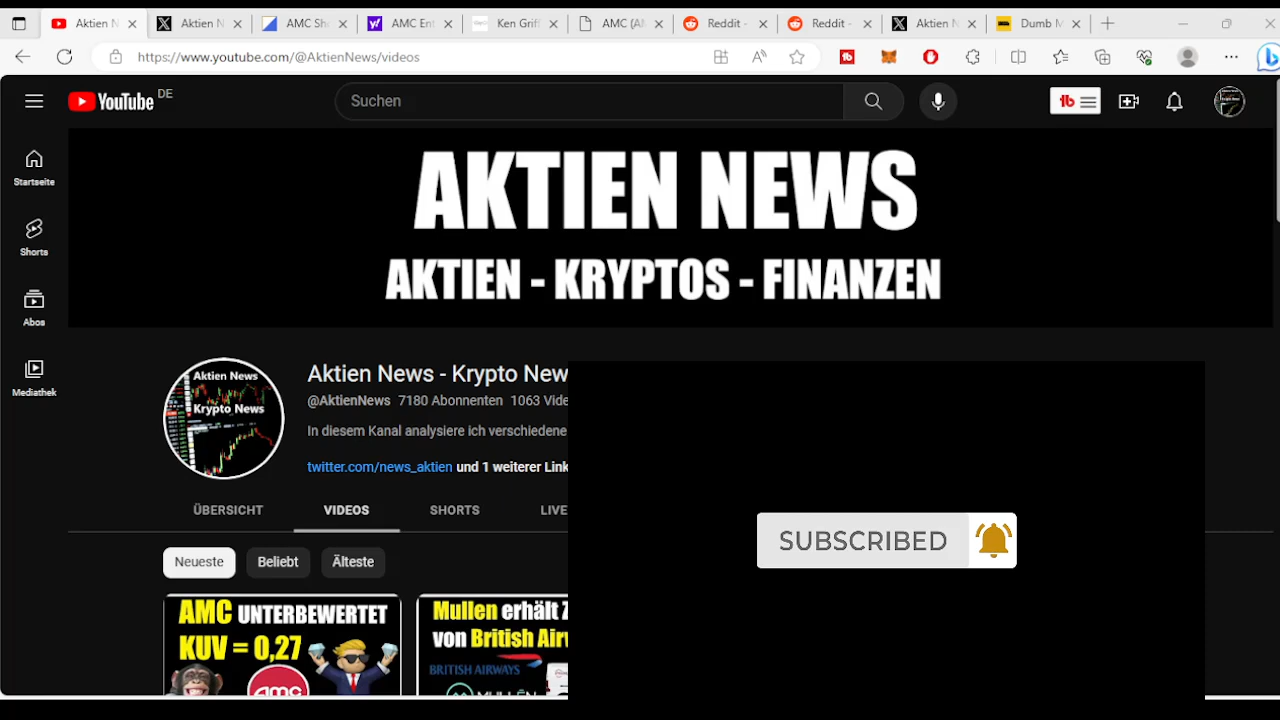 Aktien N
Aktien N
AMC Sh
AMC Ent
Ken Grif
AMC (A
Reddit -
Reddit -
Aktien N
Dumb M
https://www.youtube.com/@AktienNews/videos
YouTube DE
Suchen
AKTIEN NEWS
AKTIEN - KRYPTOS - FINANZEN
Startseite
Shorts
Abos
Mediathek
Aktien News
Krypto News
Aktien News - Krypto New
@AktienNews 7180 Abonnenten 1063 Vide
In diesem Kanal analysiere ich verschiedene
twitter.com/news_aktien und 1 weiterer Link
ÜBERSICHT VIDEOS SHORTS LIVE
Neueste Beliebt Älteste
SUBSCRIBED
AMC UNTERBEWERTET
KUV = 0,27
amc
Mullen erhält Z
von British Airw
BRITISH AIRWAYS
MULLEN